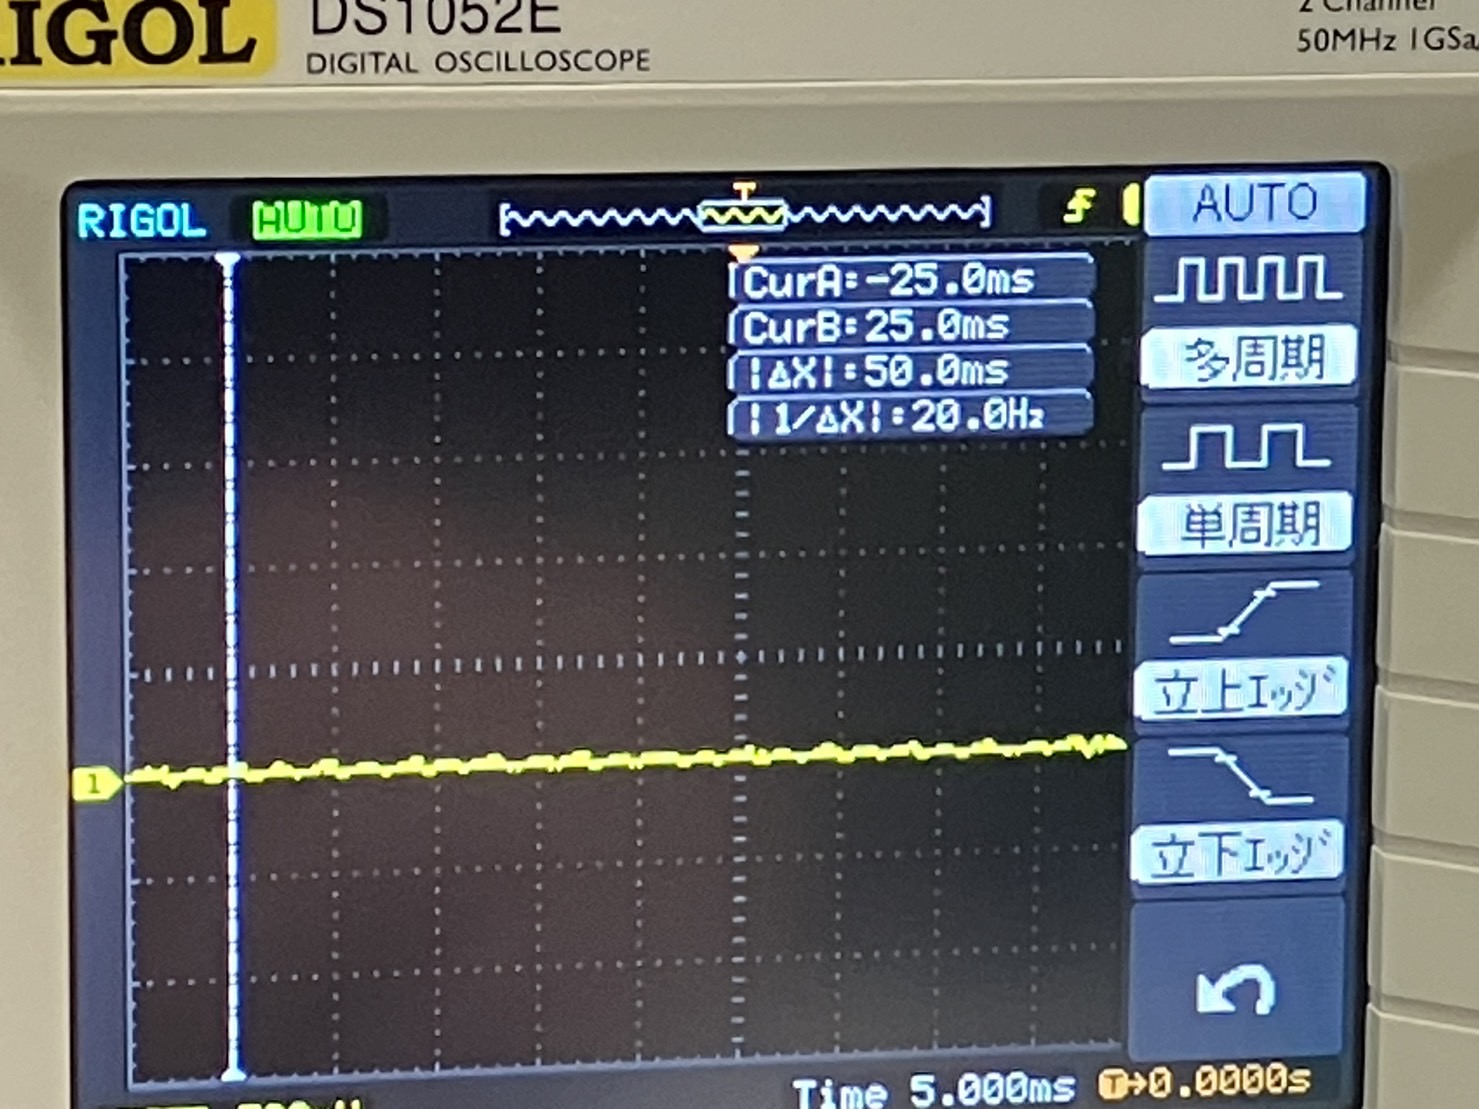 RIGOL
DS1052E
DIGITAL OSCILLOSCOPE
2 Channel
50MHz 1GSa
RIGOL AUTO T
AUTO
CurA:-25.0ms
CurB:25.0ms
|ΔX|:50.0ms
|1/ΔX|:20.0Hz
多周期
単周期
立上エッジ
1
立下エッジ
Time 5.000ms T→0.0000s